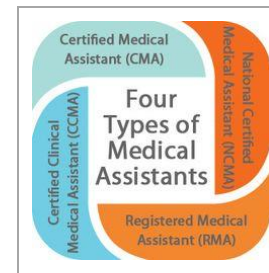 Certified Medical
Assistant (CMA)
National Certified
Medical Assistant (NCMA)
Four
Types of
Medical
Assistants
Certified Clinical
Medical Assistant (CCMA)
Registered Medical
Assistant (RMA)